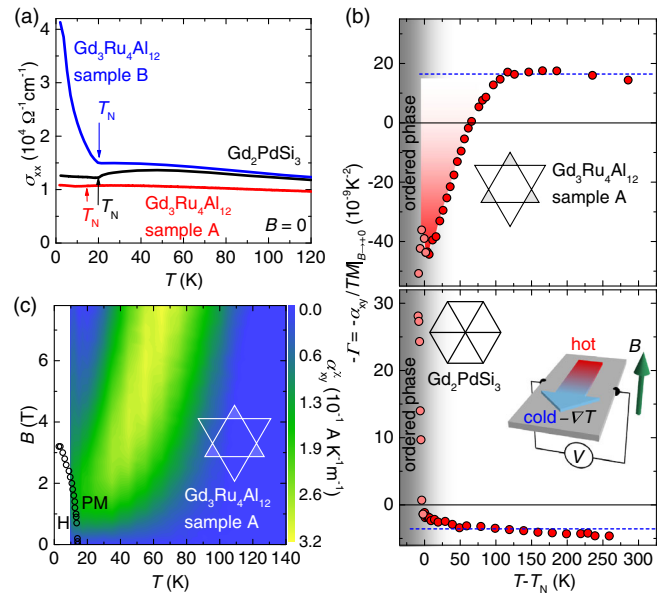 (a)
4
3
2
1
0
σxx (10⁴ Ω⁻¹cm⁻¹)
Gd₃Ru₄Al₁₂
sample B
TN
Gd₂PdSi₃
TN
TN
Gd₃Ru₄Al₁₂
sample A
B = 0
0 20 40 60 80 100 120
T (K)
(b)
20
0
-20
-40
-60
ordered phase
Gd₃Ru₄Al₁₂
sample A
-Γ = -αxy/TM|B→+0 (10⁻⁹K⁻²)
30
20
10
0
ordered phase
Gd₂PdSi₃
hot
cold
-∇T
B
V
0 50 100 150 200 250 300
T-TN (K)
(c)
8
6
4
2
0
B (T)
H
PM
Gd₃Ru₄Al₁₂
sample A
0 20 40 60 80 100 120 140
T (K)
0.0
0.6
1.3
1.9
2.6
3.2
αχxy (10⁻¹ A K⁻¹m⁻¹)